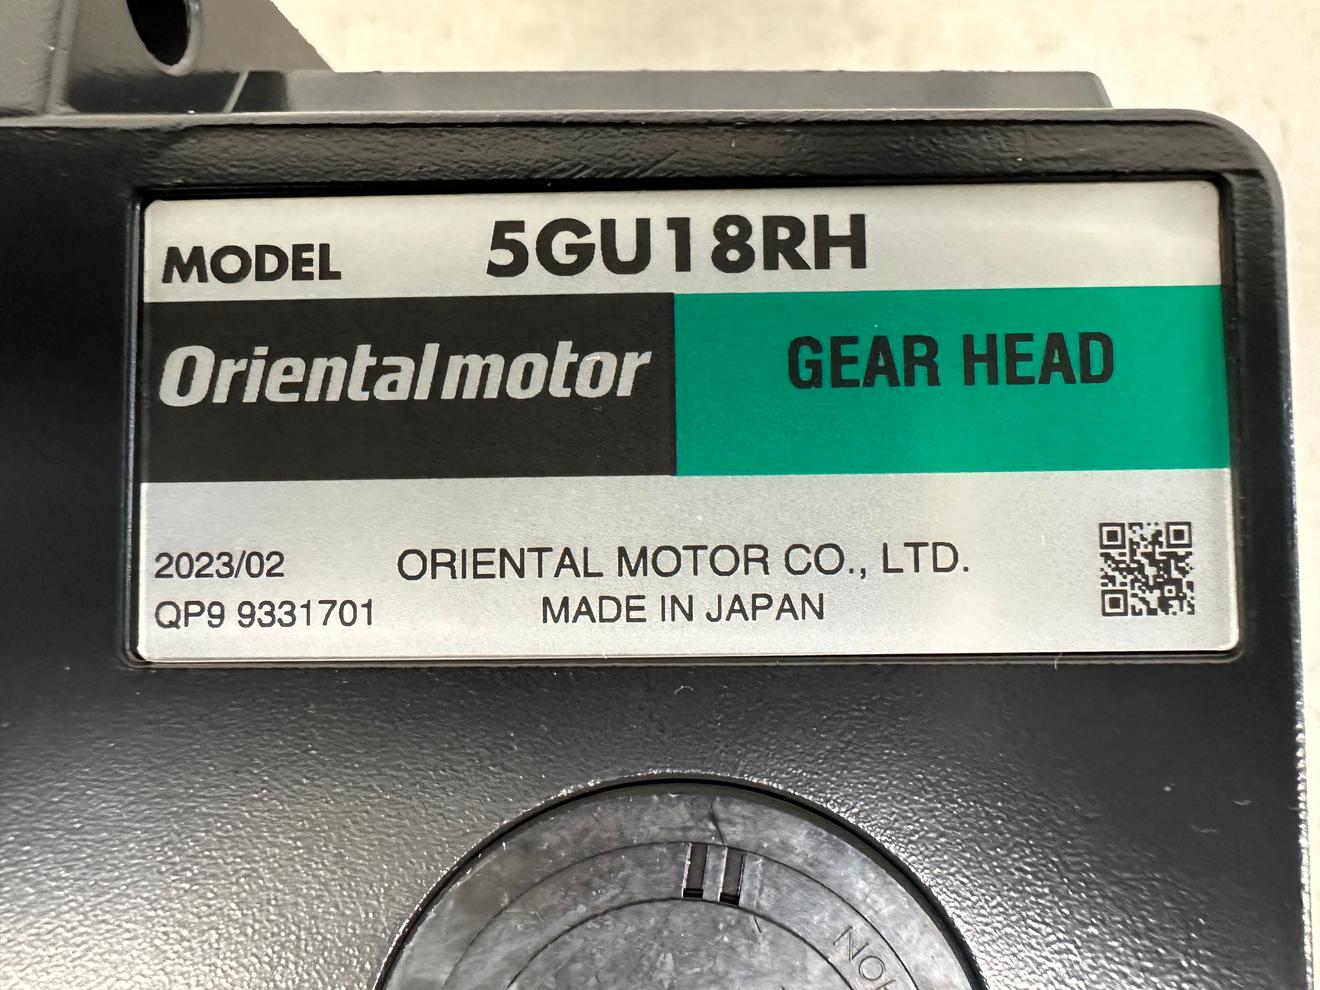 MODEL 5GU18RH
Orientalmotor GEAR HEAD
2023/02 ORIENTAL MOTOR CO., LTD.
QP9 9331701 MADE IN JAPAN